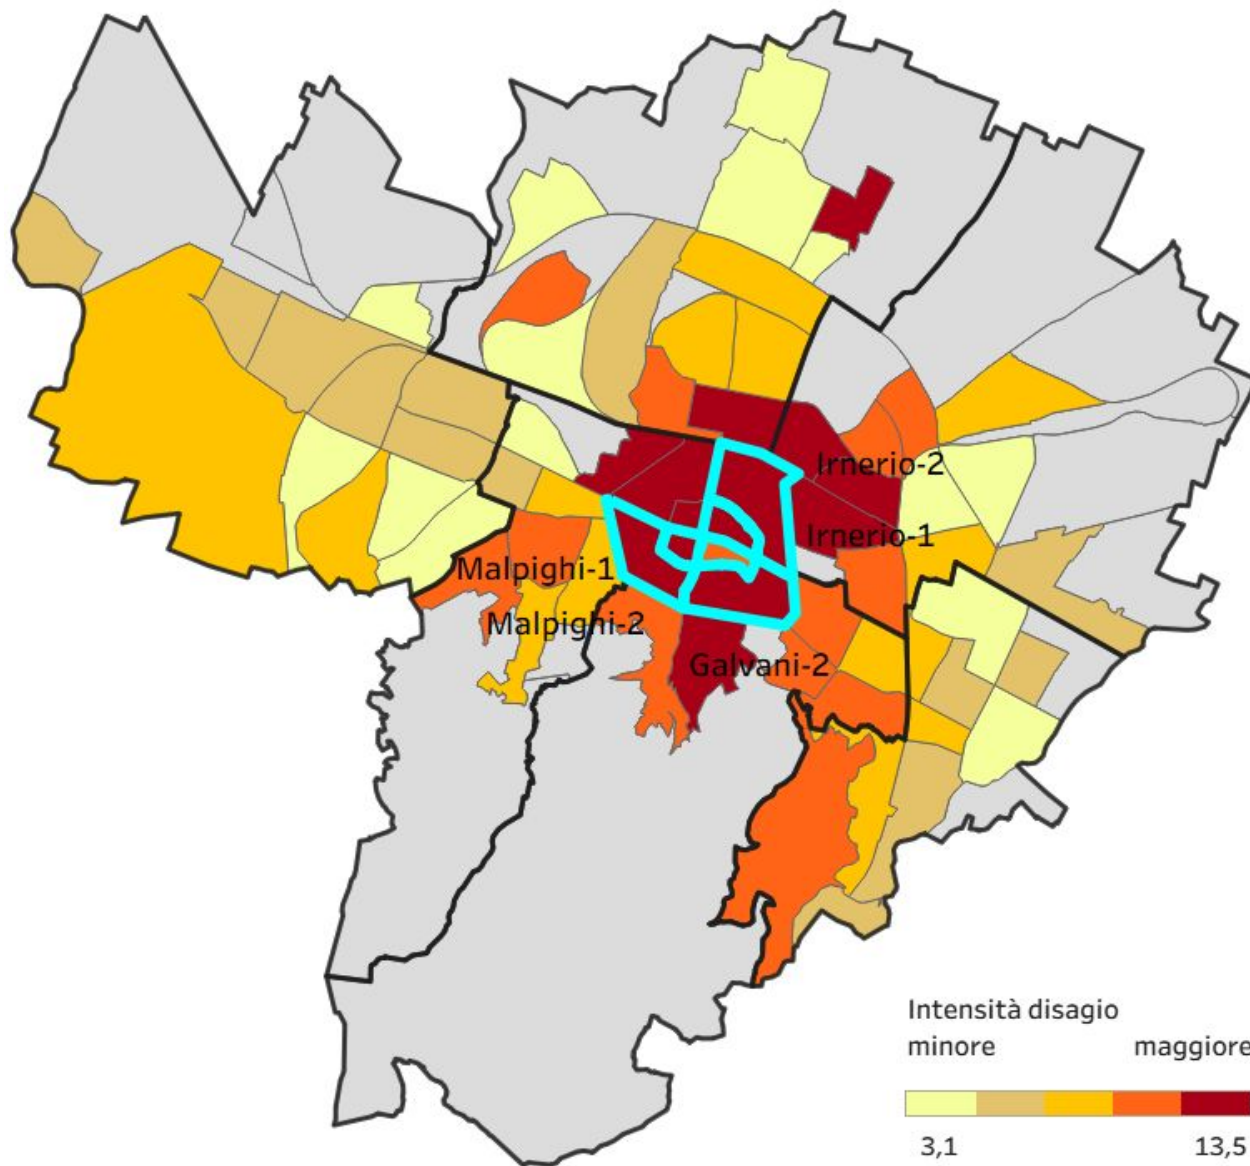 Irnerio-2
Irnerio-1
Malpighi-1
Malpighi-2
Galvani-2
Intensità disagio
minore maggiore
3,1 13,5